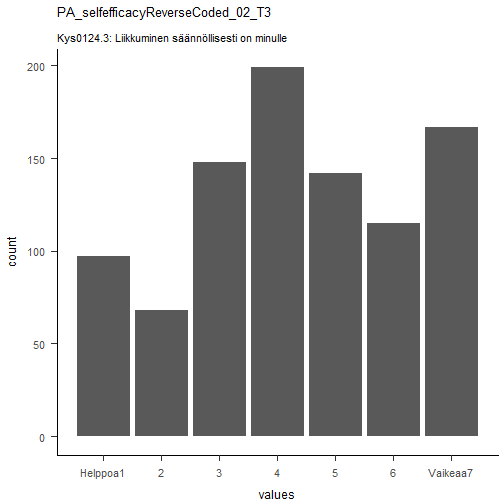 PA_selfefficacyReverseCoded_02_T3
Kys0124.3: Liikkuminen säännöllisesti on minulle
200
150
100
50
0
count
Helppoa1 2 3 4 5 6 Vaikeaa7
values